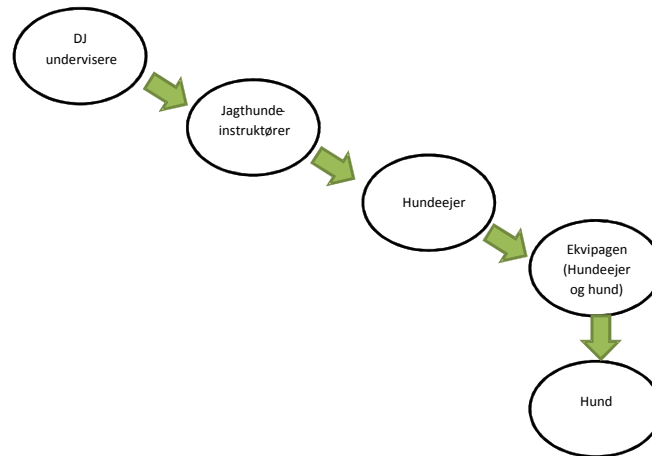 DJ
undervisere
Jagthunde-
instruktører
Hundeejer
Ekvipagen
(Hundeejer
og hund)
Hund